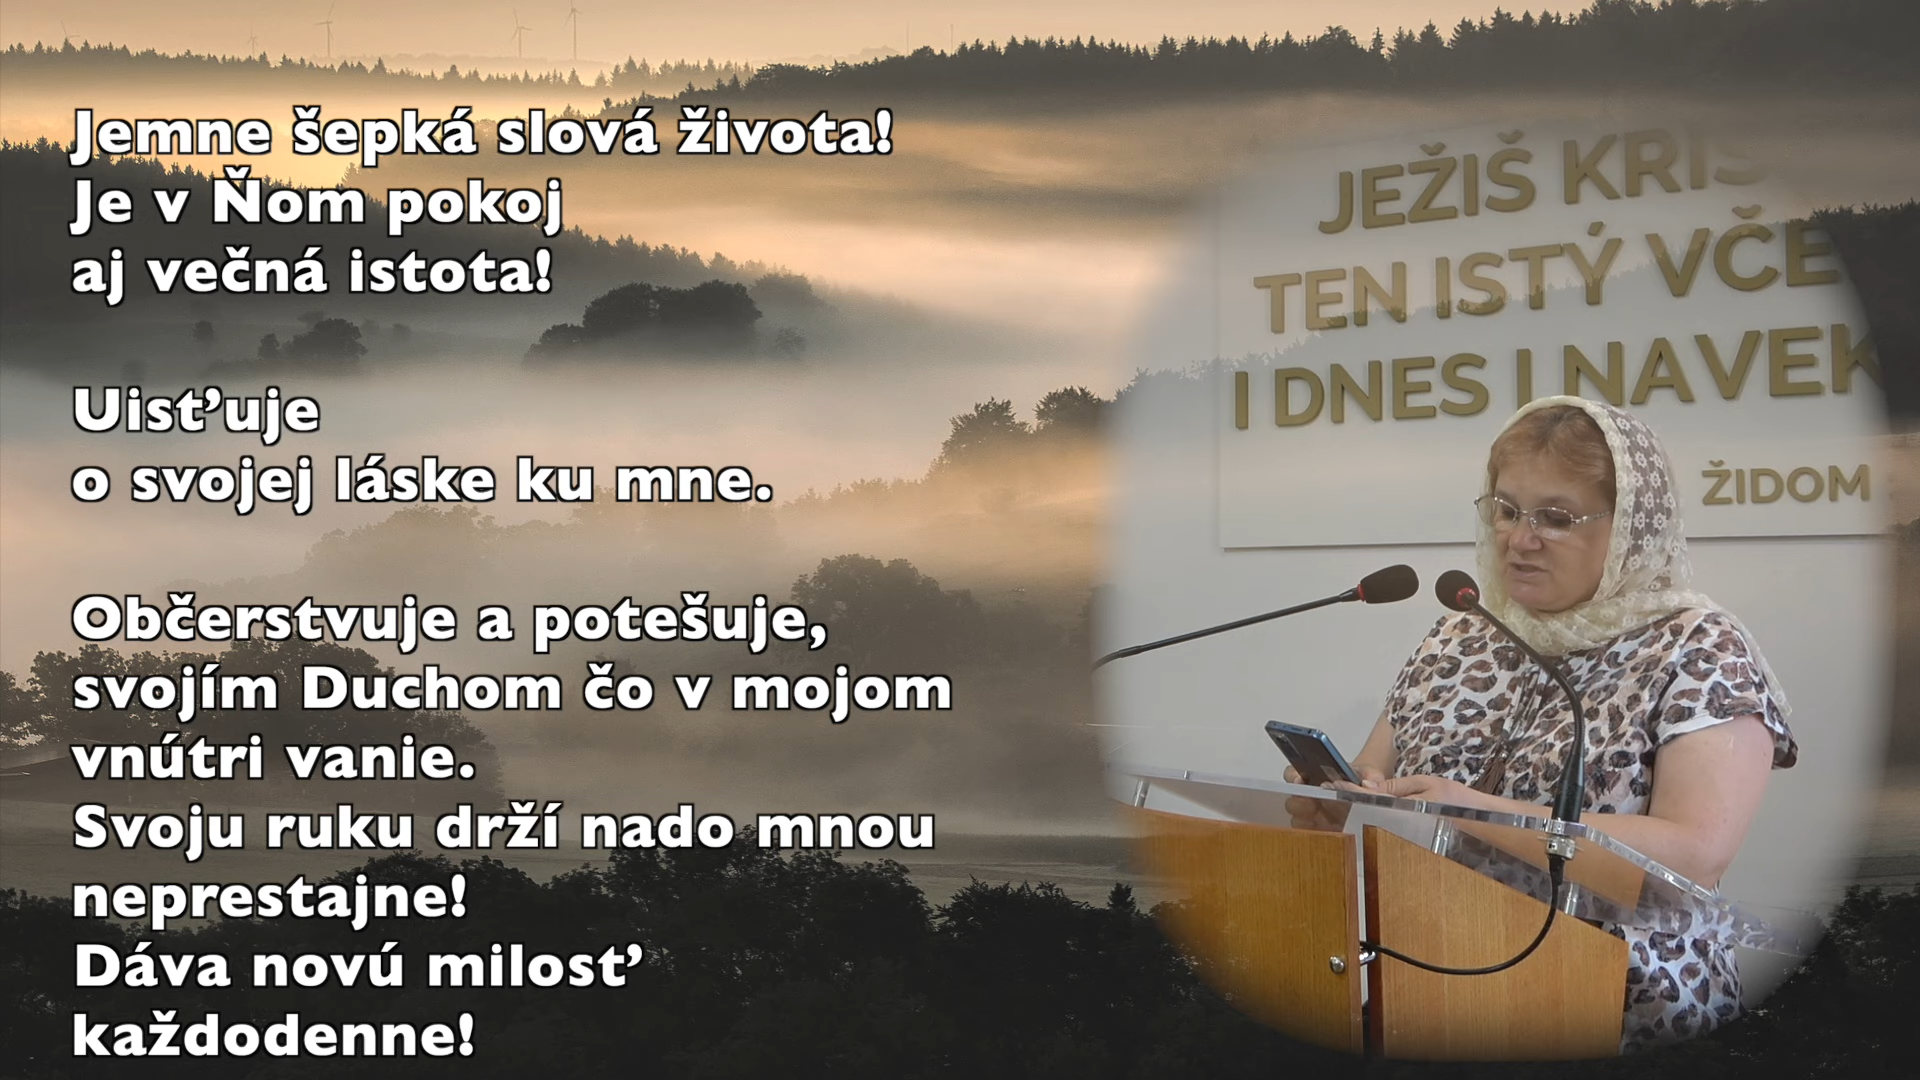 Jemne šepká slová života!
Je v Ňom pokoj
aj večná istota!
Uisťuje
o svojej láske ku mne.
Občerstvuje a potešuje,
svojím Duchom čo v mojom
vnútri vanie.
Svoju ruku drží nado mnou
neprestajne!
Dáva novú milosť
každodenne!
JEŽIŠ KRIS
TEN ISTÝ VČE
I DNES I NAVEK
ŽIDOM